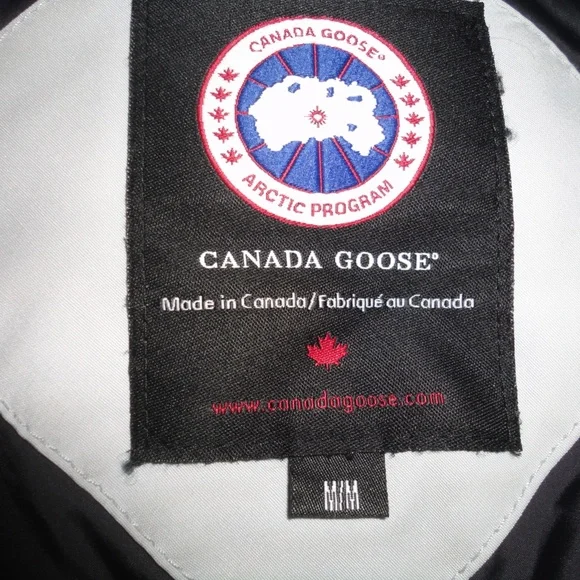 CANADA GOOSE®
ARCTIC PROGRAM
CANADA GOOSE®
Made in Canada/Fabriqué au Canada
www.canadagoose.com
M/M